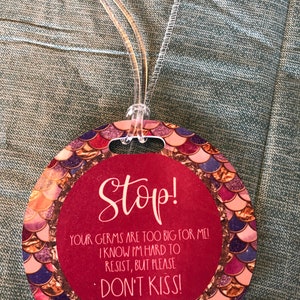 Stop!
YOUR GERMS ARE TOO BIG FOR ME!
I KNOW I'M HARD TO
RESIST, BUT PLEASE
DON'T KISS!